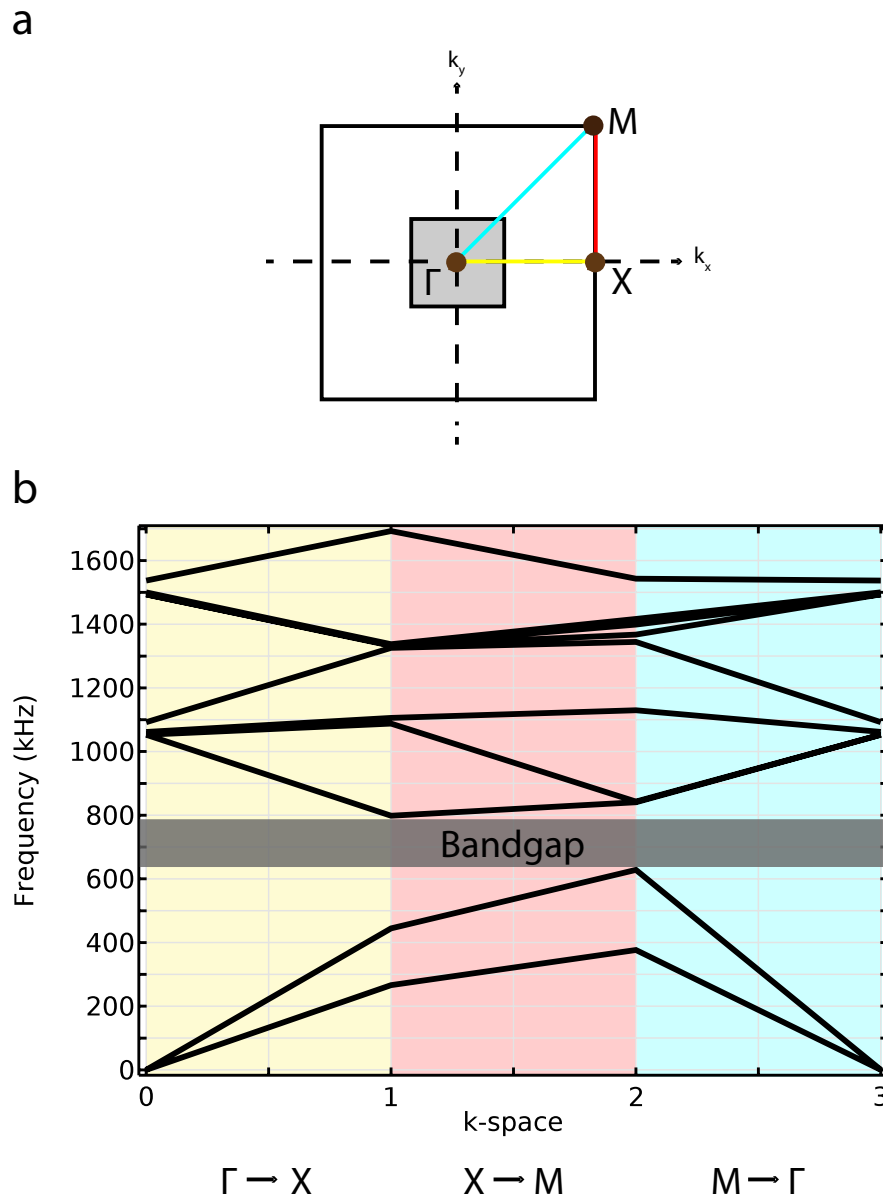 a
k_y
M
Γ
X
k_x
b
1600
1400
1200
1000
800
600
400
200
0
Frequency (kHz)
Bandgap
0 1 2 3
k-space
Γ → X X → M M → Γ